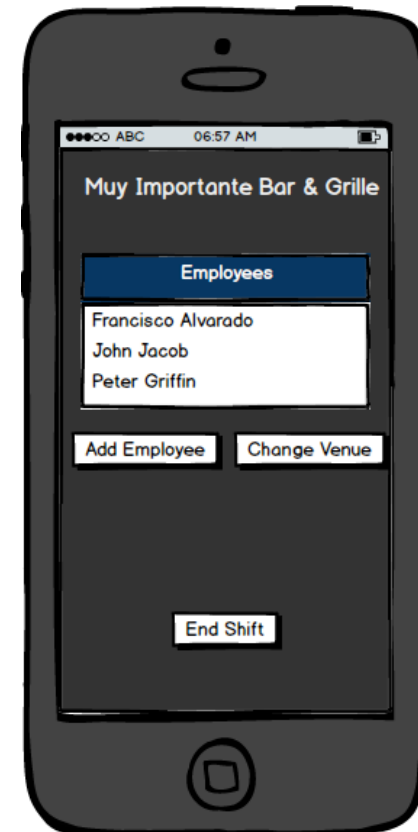 ABC 06:57 AM
Muy Importante Bar & Grille
Employees
Francisco Alvarado
John Jacob
Peter Griffin
Add Employee Change Venue
End Shift